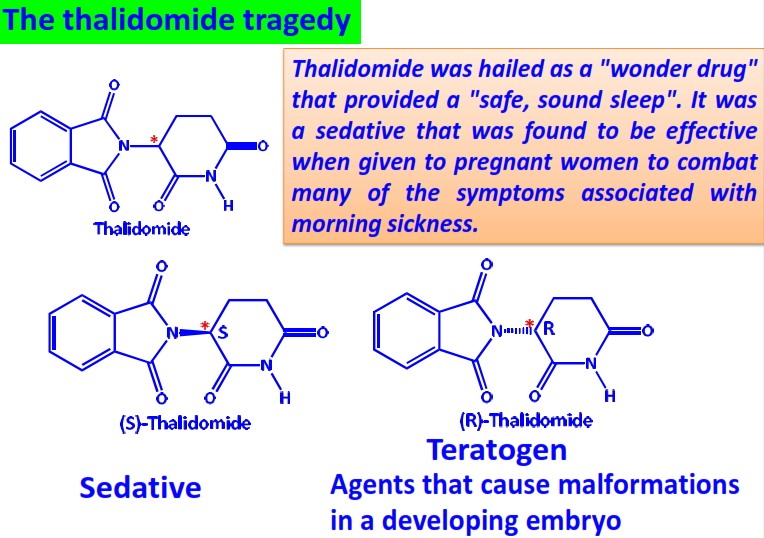 The thalidomide tragedy
Thalidomide was hailed as a "wonder drug"
that provided a "safe, sound sleep". It was
a sedative that was found to be effective
when given to pregnant women to combat
many of the symptoms associated with
morning sickness.
O
N
*
O
O
O
N
H
Thalidomide
O
N
*
S
O
O
O
N
H
(S)-Thalidomide
Sedative
O
N
*
R
O
O
O
N
H
(R)-Thalidomide
Teratogen
Agents that cause malformations
in a developing embryo